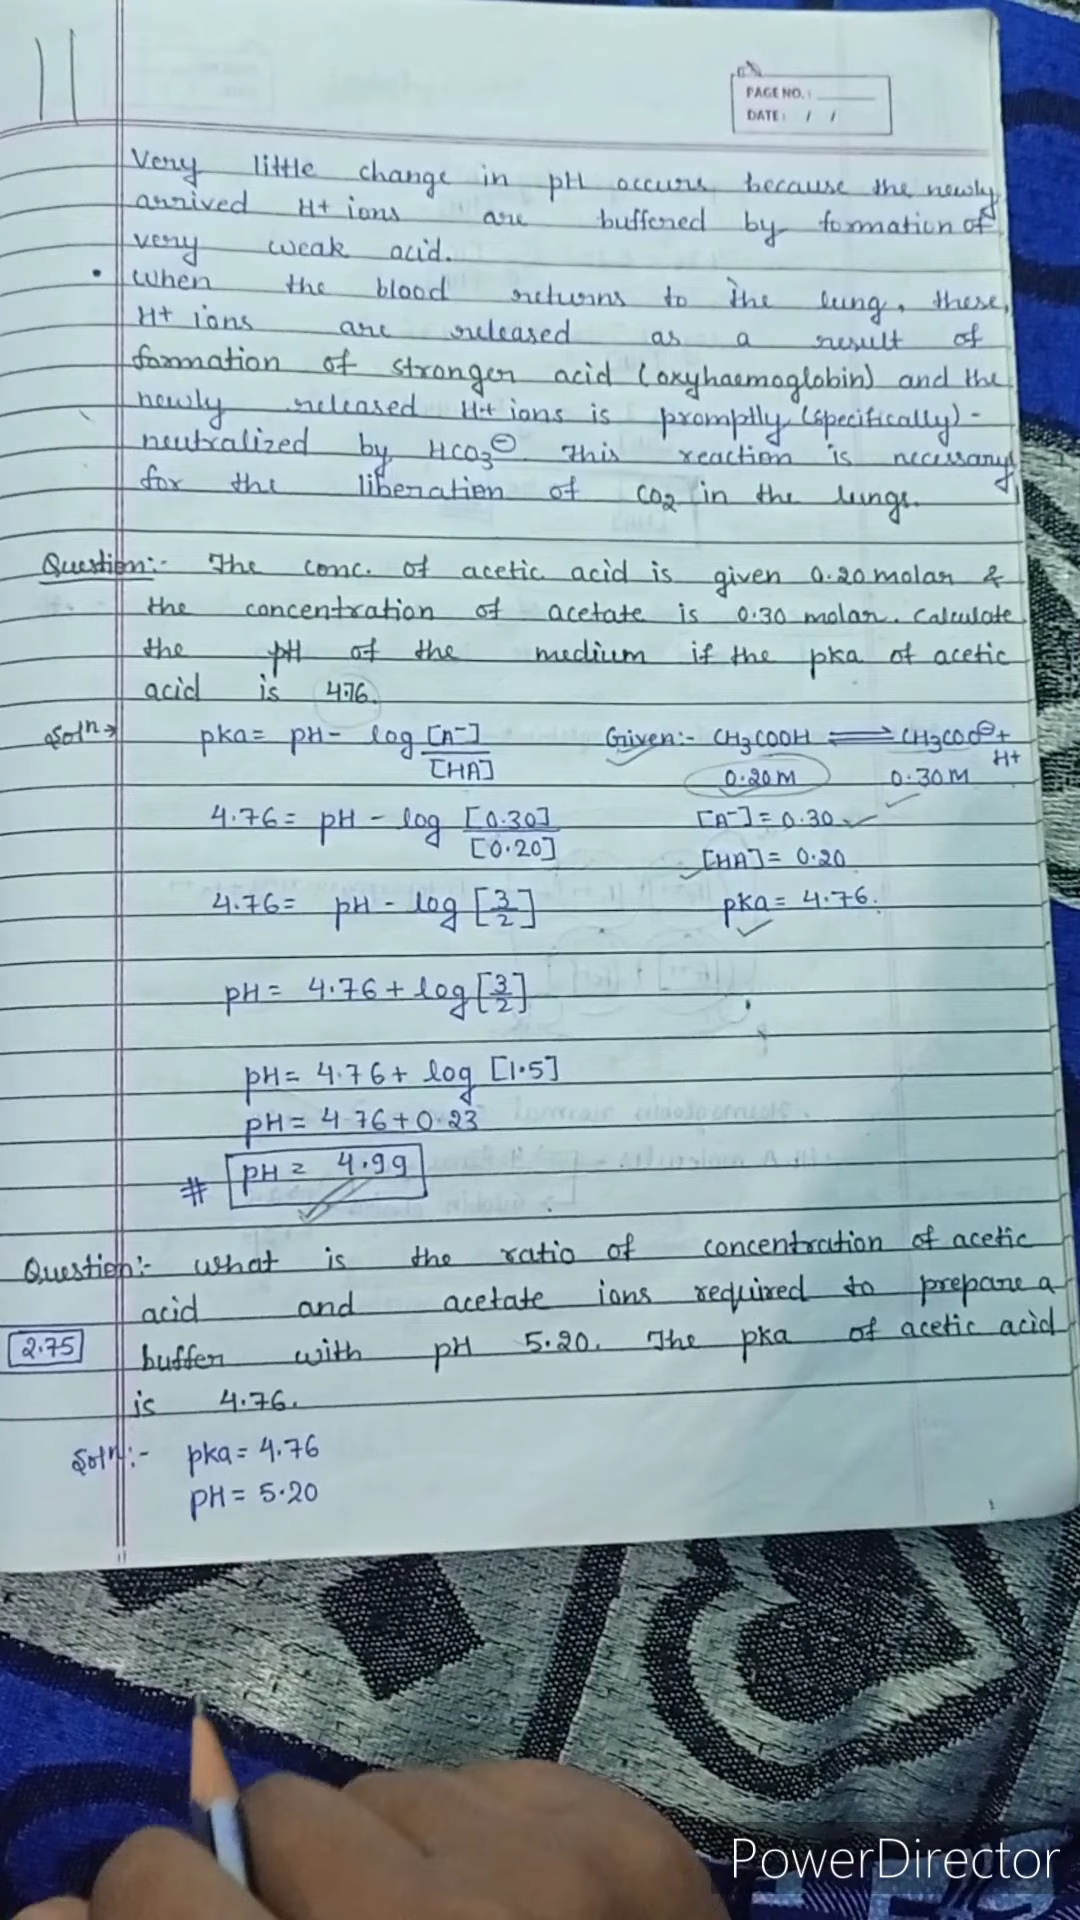 11
PAGE NO.:
DATE: / /
Very little change in pH occurs, because the newly
arrived H+ ions are buffered by formation of
very weak acid.
• When the blood returns to the lung, these
H+ ions are released as a result of
formation of stronger acid (oxyhaemoglobin) and the
newly released H+ ions is promptly (specifically) -
neutralized by HCO3⊖. This reaction is necessary
for the liberation of CO2 in the lungs.
Question:- The conc. of acetic acid is given 0.20 molar &
the concentration of acetate is 0.30 molar. Calculate
the pH of the medium if the pka of acetic
acid is 4.76.
Soln→ pka = pH - log [A-]/[HA] Given:- CH3COOH ⇌ CH3COO⊖ + H+
0.20M 0.30M
4.76 = pH - log [0.30]/[0.20] [A-] = 0.30 ✓
[HA] = 0.20
4.76 = pH - log [3/2] pka = 4.76.
pH = 4.76 + log [3/2]
pH = 4.76 + log [1.5]
pH = 4.76 + 0.23
# pH = 4.99
Question:- What is the ratio of concentration of acetic
acid and acetate ions required to prepare a
2.75 buffer with pH 5.20. The pka of acetic acid
is 4.76.
Soln:- pka = 4.76
pH = 5.20
PowerDirector